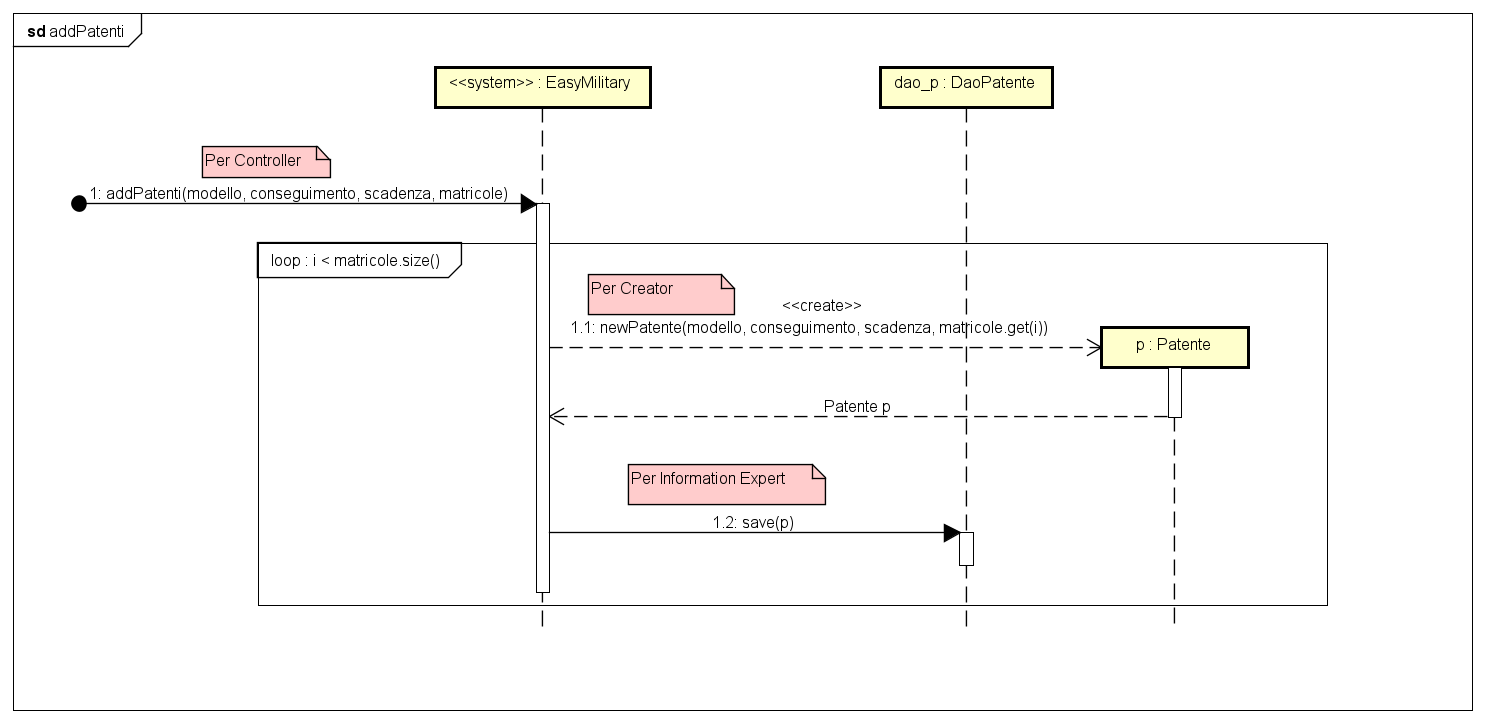 sd addPatenti
<<system>> : EasyMilitary
dao_p : DaoPatente
Per Controller
1: addPatenti(modello, conseguimento, scadenza, matricole)
loop : i < matricole.size()
Per Creator
<<create>>
1.1: newPatente(modello, conseguimento, scadenza, matricole.get(i))
p : Patente
Patente p
Per Information Expert
1.2: save(p)